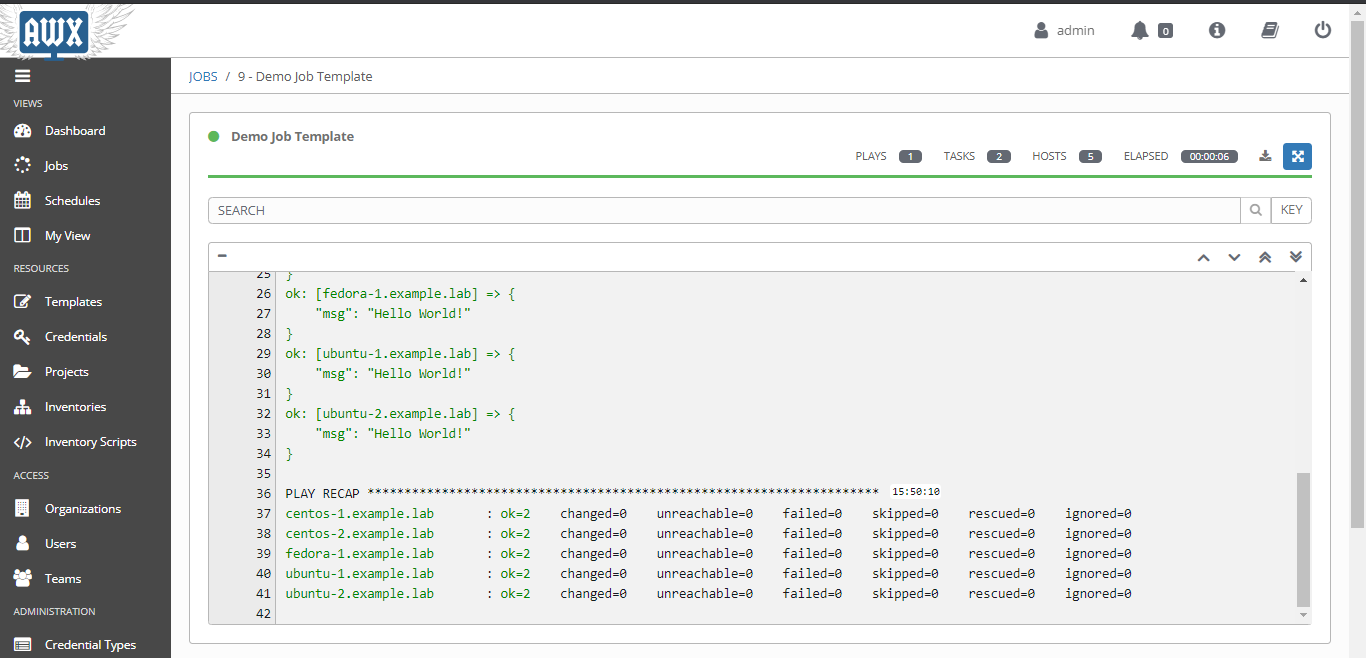 AWX
admin
0
JOBS / 9 - Demo Job Template
VIEWS
Dashboard
Jobs
Schedules
My View
RESOURCES
Templates
Credentials
Projects
Inventories
Inventory Scripts
ACCESS
Organizations
Users
Teams
ADMINISTRATION
Credential Types
Demo Job Template
PLAYS 1 TASKS 2 HOSTS 5 ELAPSED 00:00:06
SEARCH
KEY
25 }
26 ok: [fedora-1.example.lab] => {
27     "msg": "Hello World!"
28 }
29 ok: [ubuntu-1.example.lab] => {
30     "msg": "Hello World!"
31 }
32 ok: [ubuntu-2.example.lab] => {
33     "msg": "Hello World!"
34 }
35
36 PLAY RECAP ********************************************************************* 15:50:10
37 centos-1.example.lab       : ok=2    changed=0    unreachable=0    failed=0    skipped=0    rescued=0    ignored=0
38 centos-2.example.lab       : ok=2    changed=0    unreachable=0    failed=0    skipped=0    rescued=0    ignored=0
39 fedora-1.example.lab       : ok=2    changed=0    unreachable=0    failed=0    skipped=0    rescued=0    ignored=0
40 ubuntu-1.example.lab       : ok=2    changed=0    unreachable=0    failed=0    skipped=0    rescued=0    ignored=0
41 ubuntu-2.example.lab       : ok=2    changed=0    unreachable=0    failed=0    skipped=0    rescued=0    ignored=0
42